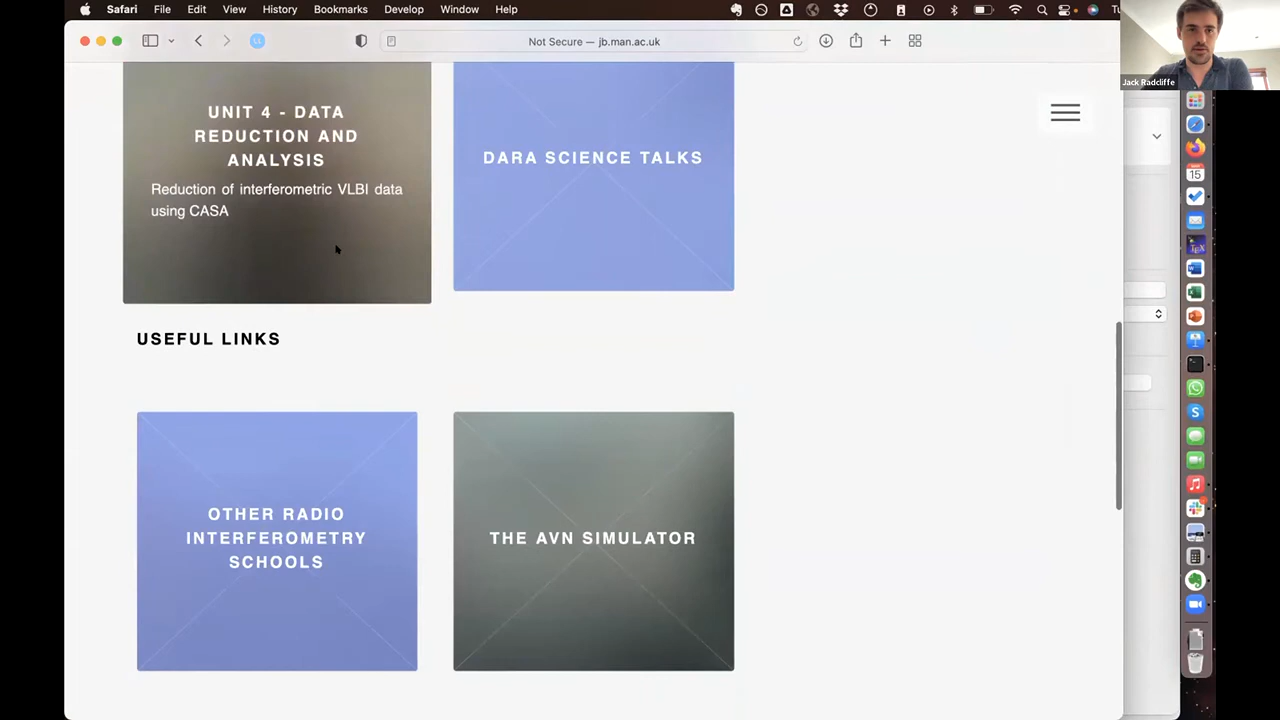 Safari File Edit View History Bookmarks Develop Window Help
Not Secure — jb.man.ac.uk
Jack Radcliffe
UNIT 4 - DATA
REDUCTION AND
ANALYSIS
Reduction of interferometric VLBI data
using CASA
DARA SCIENCE TALKS
USEFUL LINKS
OTHER RADIO
INTERFEROMETRY
SCHOOLS
THE AVN SIMULATOR
15